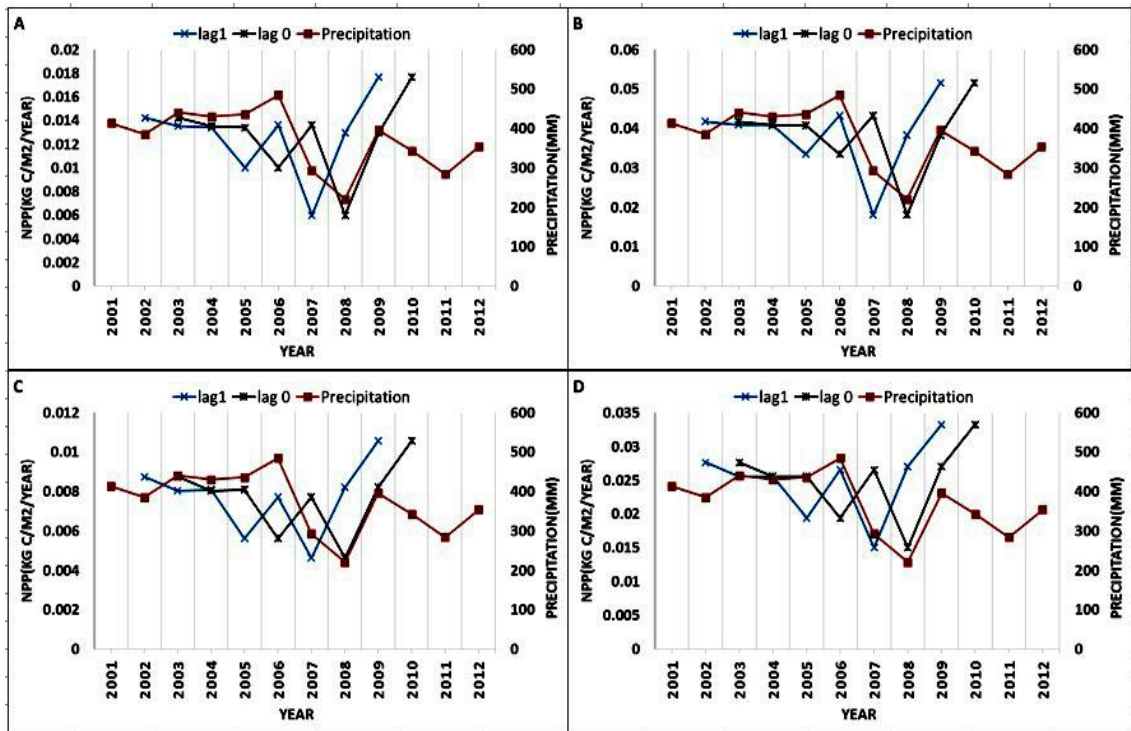 A
lag1 lag 0 Precipitation
NPP(KG C/M2/YEAR)
0.02
0.018
0.016
0.014
0.012
0.01
0.008
0.006
0.004
0.002
0
600
500
400
300
200
100
0
PRECIPITATION(MM)
2001 2002 2003 2004 2005 2006 2007 2008 2009 2010 2011 2012
YEAR
B
lag1 lag 0 Precipitation
NPP(KG C/M2/YEAR)
0.06
0.05
0.04
0.03
0.02
0.01
0
600
500
400
300
200
100
0
PRECIPITATION(MM)
2001 2002 2003 2004 2005 2006 2007 2008 2009 2010 2011 2012
YEAR
C
lag1 lag 0 Precipitation
NPP(KG C/M2/YEAR)
0.012
0.01
0.008
0.006
0.004
0.002
0
600
500
400
300
200
100
0
PRECIPITATION(MM)
2001 2002 2003 2004 2005 2006 2007 2008 2009 2010 2011 2012
YEAR
D
lag1 lag 0 Precipitation
NPP(KG C/M2/YEAR)
0.035
0.03
0.025
0.02
0.015
0.01
0.005
0
600
500
400
300
200
100
0
PRECIPITATION(MM)
2001 2002 2003 2004 2005 2006 2007 2008 2009 2010 2011 2012
YEAR